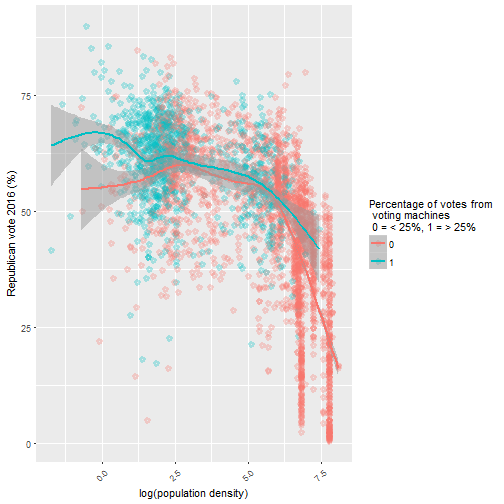 75
50
25
0
0.0
2.5
5.0
7.5
log(population density)
Republican vote 2016 (%)
Percentage of votes from
voting machines
0 = < 25%, 1 = > 25%
0
1